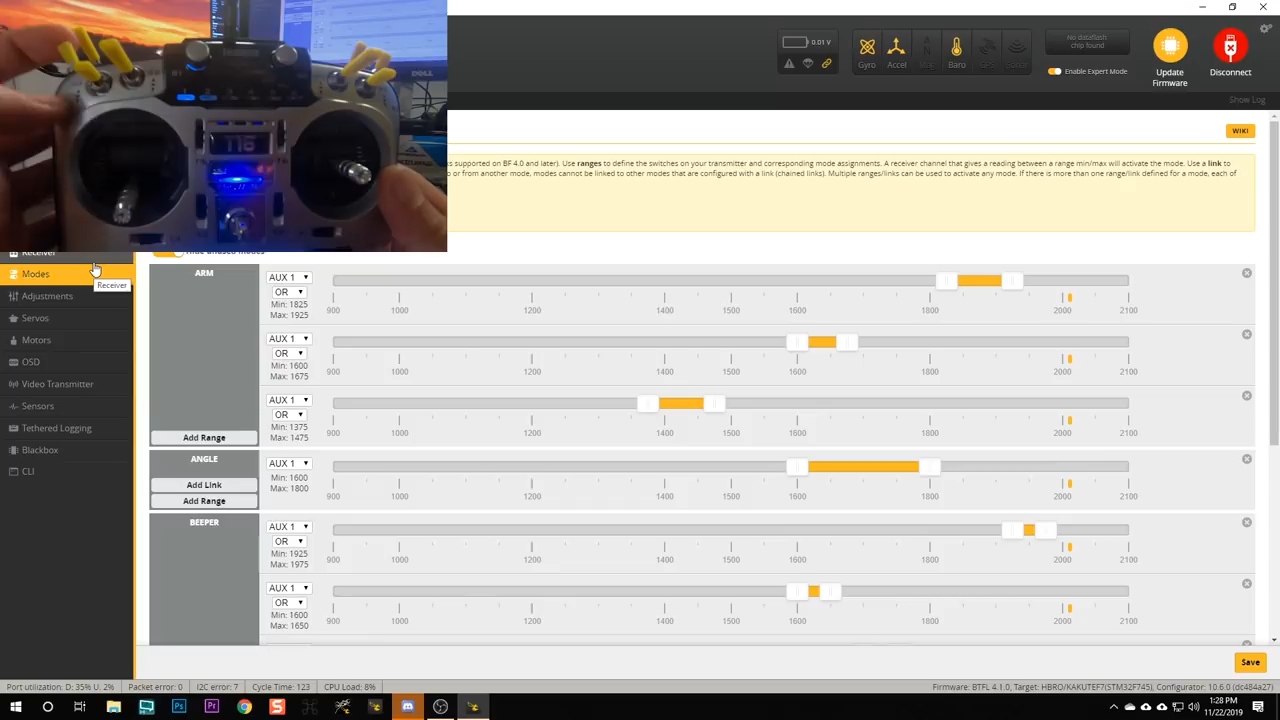 DELL
T16
0.01 V
Gyro
Accel
Mag
Baro
GPS
Sonar
No dataflash
chip found
Enable Expert Mode
Update
Firmware
Disconnect
Show Log
WIKI
s supported on BF 4.0 and later). Use ranges to define the switches on your transmitter and corresponding mode assignments. A receiver channel that gives a reading between a range min/max will activate the mode. Use a link to
o or from another mode, modes cannot be linked to other modes that are configured with a link (chained links). Multiple ranges/links can be used to activate any mode. If there is more than one range/link defined for a mode, each of
Receiver
Hide unused modes
Modes
Receiver
Adjustments
Servos
Motors
OSD
Video Transmitter
Sensors
Tethered Logging
Blackbox
CLI
ARM
AUX 1
OR
Min: 1825
Max: 1925
900 1000 1200 1400 1500 1600 1800 2000 2100
AUX 1
OR
Min: 1600
Max: 1675
900 1000 1200 1400 1500 1600 1800 2000 2100
AUX 1
OR
Min: 1375
Max: 1475
900 1000 1200 1400 1500 1600 1800 2000 2100
Add Range
ANGLE
AUX 1
Min: 1600
Max: 1800
900 1000 1200 1400 1500 1600 1800 2000 2100
Add Link
Add Range
BEEPER
AUX 1
OR
Min: 1925
Max: 1975
900 1000 1200 1400 1500 1600 1800 2000 2100
AUX 1
OR
Min: 1600
Max: 1650
900 1000 1200 1400 1500 1600 1800 2000 2100
Save
Port utilization: D: 35% U: 2%
Packet error: 0
I2C error: 7
Cycle Time: 123
CPU Load: 8%
Firmware: BTFL 4.1.0, Target: HBRO/KAKUTEF7(STM32F745), Configurator: 10.6.0 (dc484a27)
1:28 PM
11/22/2019